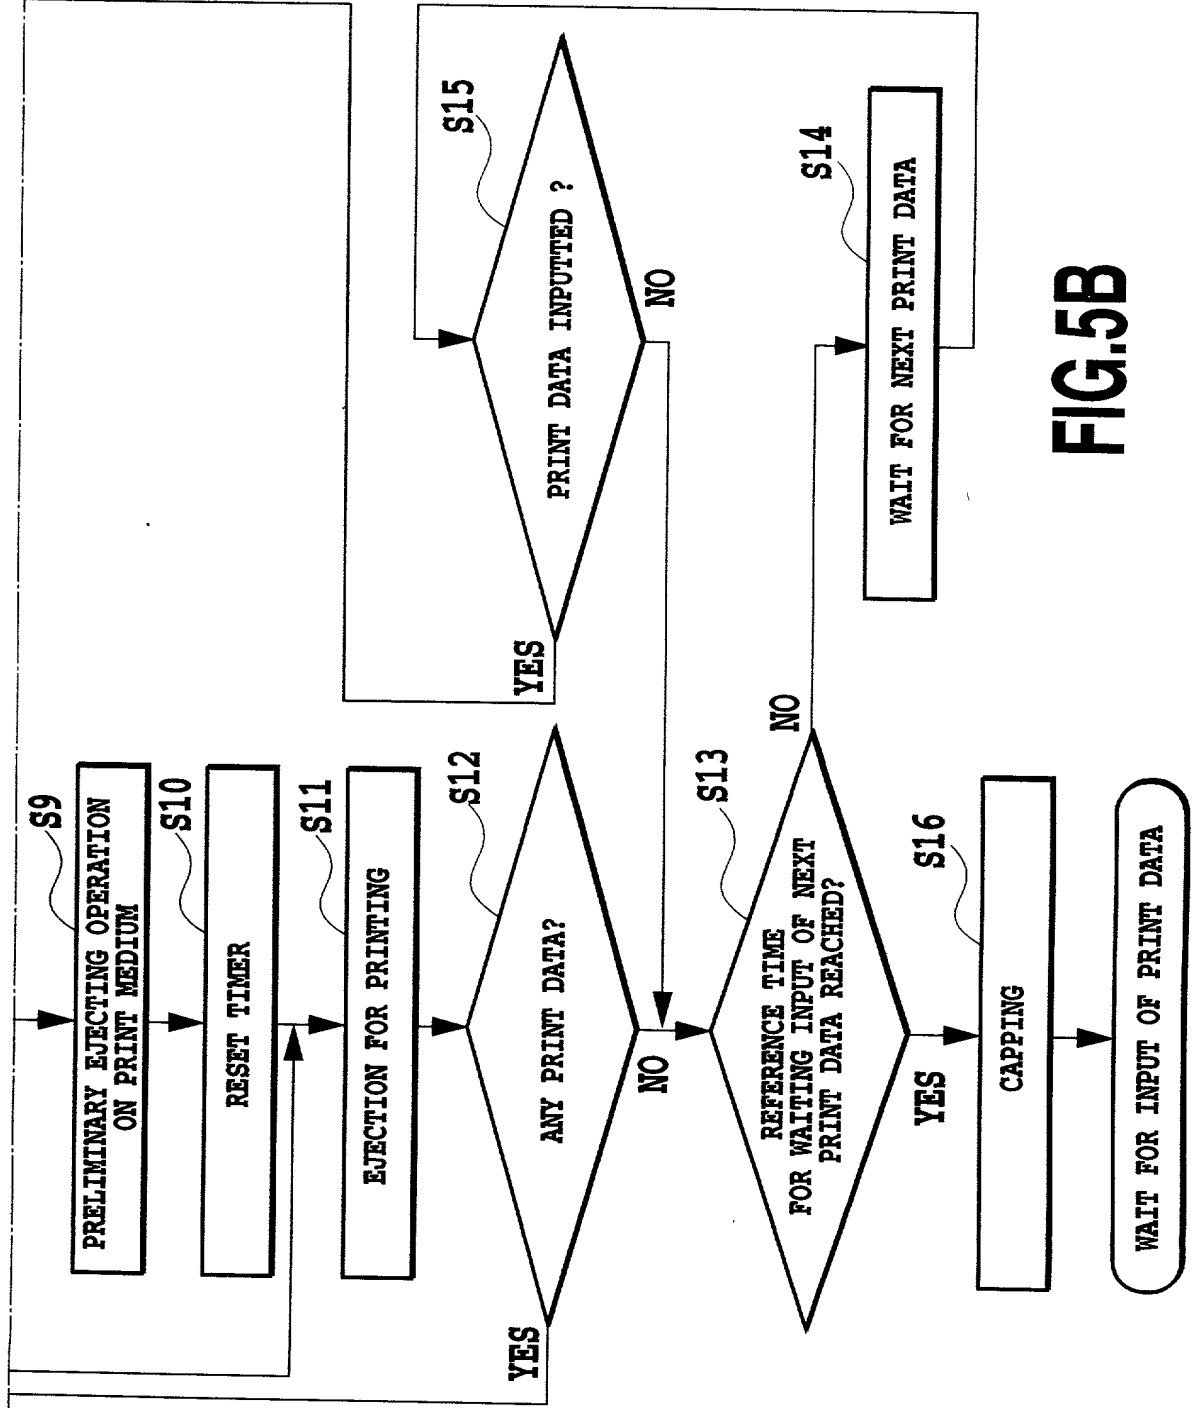 S9
PRELIMINARY EJECTING OPERATION
ON PRINT MEDIUM
S10
RESET TIMER
S11
EJECTION FOR PRINTING
S12
ANY PRINT DATA?
YES
NO
S13
REFERENCE TIME
FOR WAITING INPUT OF NEXT
PRINT DATA REACHED?
NO
YES
S14
WAIT FOR NEXT PRINT DATA
S15
PRINT DATA INPUTTED ?
YES
NO
S16
CAPPING
WAIT FOR INPUT OF PRINT DATA
FIG.5B